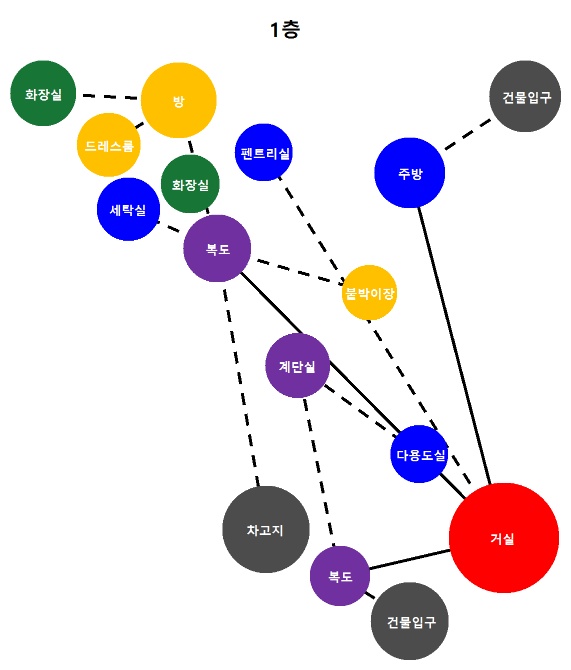 1층
화장실
방
건물입구
드레스룸
펜트리실
주방
화장실
세탁실
복도
붙박이장
계단실
다용도실
차고지
거실
복도
건물입구